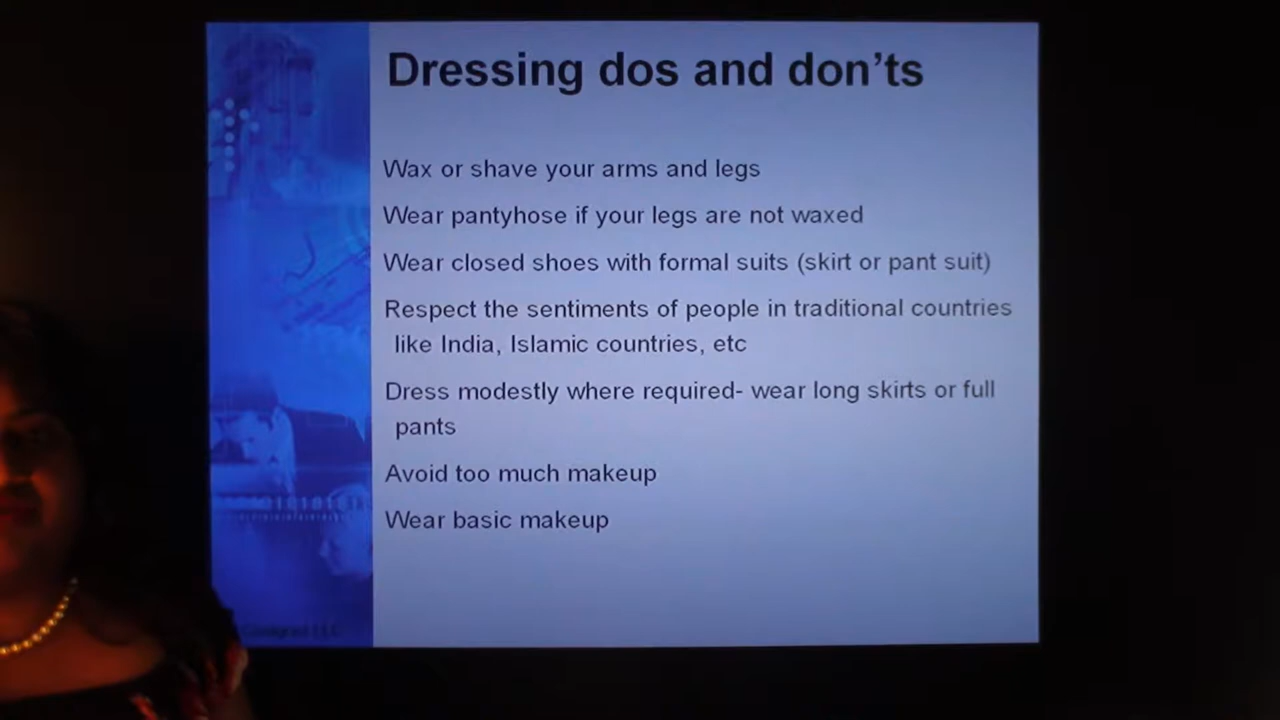 Dressing dos and don'ts
Wax or shave your arms and legs
Wear pantyhose if your legs are not waxed
Wear closed shoes with formal suits (skirt or pant suit)
Respect the sentiments of people in traditional countries
like India, Islamic countries, etc
Dress modestly where required- wear long skirts or full
pants
Avoid too much makeup
Wear basic makeup